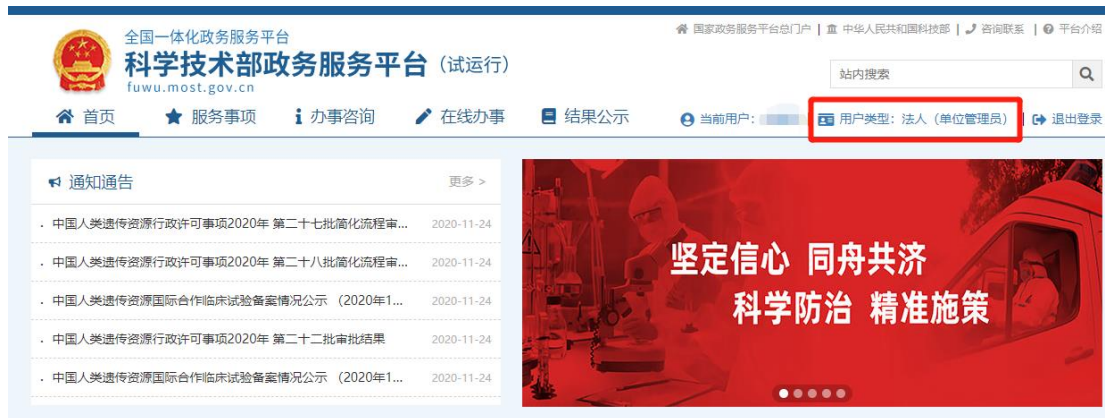 国家政务服务平台总门户 | 中华人民共和国科技部 | 咨询联系 | 平台介绍
全国一体化政务服务平台
科学技术部政务服务平台（试运行）
fuwu.most.gov.cn
站内搜索
首页 服务事项 办事咨询 在线办事 结果公示 当前用户： 用户类型：法人（单位管理员） | 退出登录
通知通告 更多 >
· 中国人类遗传资源行政许可事项2020年 第二十七批简化流程审... 2020-11-24
· 中国人类遗传资源行政许可事项2020年 第二十八批简化流程审... 2020-11-24
· 中国人类遗传资源国际合作临床试验备案情况公示 （2020年1... 2020-11-24
· 中国人类遗传资源行政许可事项2020年 第二十二批审批结果 2020-11-24
· 中国人类遗传资源国际合作临床试验备案情况公示 （2020年1... 2020-11-24
坚定信心 同舟共济
科学防治 精准施策